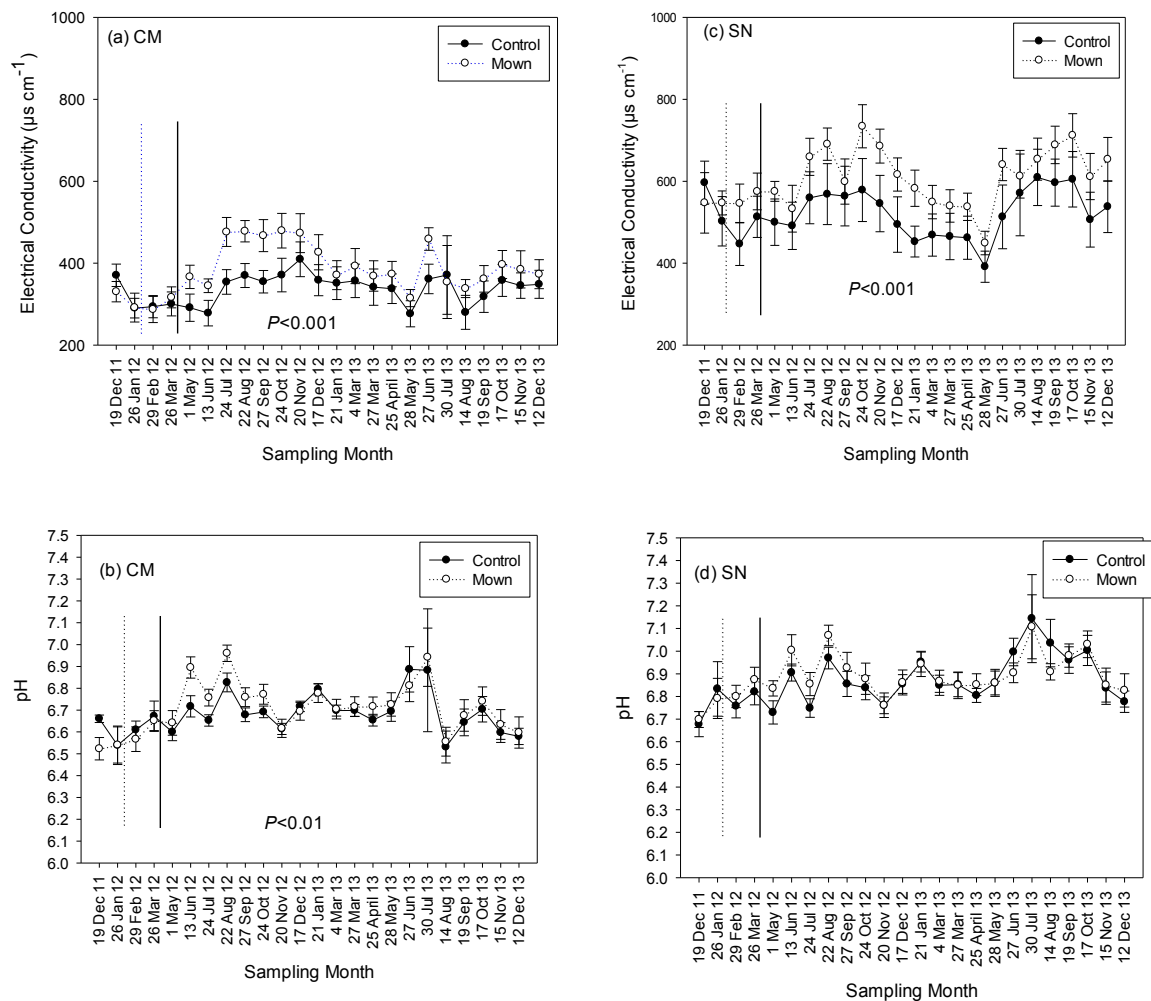 (a) CM
Control
Mown
1000
800
600
400
200
Electrical Conductivity (µs cm⁻¹)
P<0.001
19 Dec 11
26 Jan 12
29 Feb 12
26 Mar 12
1 May 12
13 Jun 12
24 Jul 12
22 Aug 12
27 Sep 12
24 Oct 12
20 Nov 12
17 Dec 12
21 Jan 13
4 Mar 13
27 Mar 13
25 April 13
28 May 13
27 Jun 13
30 Jul 13
14 Aug 13
19 Sep 13
17 Oct 13
15 Nov 13
12 Dec 13
Sampling Month
(c) SN
Control
Mown
1000
800
600
400
200
Electrical Conductivity (µs cm⁻¹)
P<0.001
19 Dec 11
26 Jan 12
29 Feb 12
26 Mar 12
1 May 12
13 Jun 12
24 Jul 12
22 Aug 12
27 Sep 12
24 Oct 12
20 Nov 12
17 Dec 12
21 Jan 13
4 Mar 13
27 Mar 13
25 April 13
28 May 13
27 Jun 13
30 Jul 13
14 Aug 13
19 Sep 13
17 Oct 13
15 Nov 13
12 Dec 13
Sampling Month
(b) CM
Control
Mown
7.5
7.4
7.3
7.2
7.1
7.0
6.9
6.8
6.7
6.6
6.5
6.4
6.3
6.2
6.1
6.0
pH
P<0.01
19 Dec 11
26 Jan 12
29 Feb 12
26 Mar 12
1 May 12
13 Jun 12
24 Jul 12
22 Aug 12
27 Sep 12
24 Oct 12
20 Nov 12
17 Dec 12
21 Jan 13
4 Mar 13
27 Mar 13
25 April 13
28 May 13
27 Jun 13
30 Jul 13
14 Aug 13
19 Sep 13
17 Oct 13
15 Nov 13
12 Dec 13
Sampling Month
(d) SN
Control
Mown
7.5
7.4
7.3
7.2
7.1
7.0
6.9
6.8
6.7
6.6
6.5
6.4
6.3
6.2
6.1
6.0
pH
19 Dec 11
26 Jan 12
29 Feb 12
26 Mar 12
1 May 12
13 Jun 12
24 Jul 12
22 Aug 12
27 Sep 12
24 Oct 12
20 Nov 12
17 Dec 12
21 Jan 13
4 Mar 13
27 Mar 13
25 April 13
28 May 13
27 Jun 13
30 Jul 13
14 Aug 13
19 Sep 13
17 Oct 13
15 Nov 13
12 Dec 13
Sampling Month